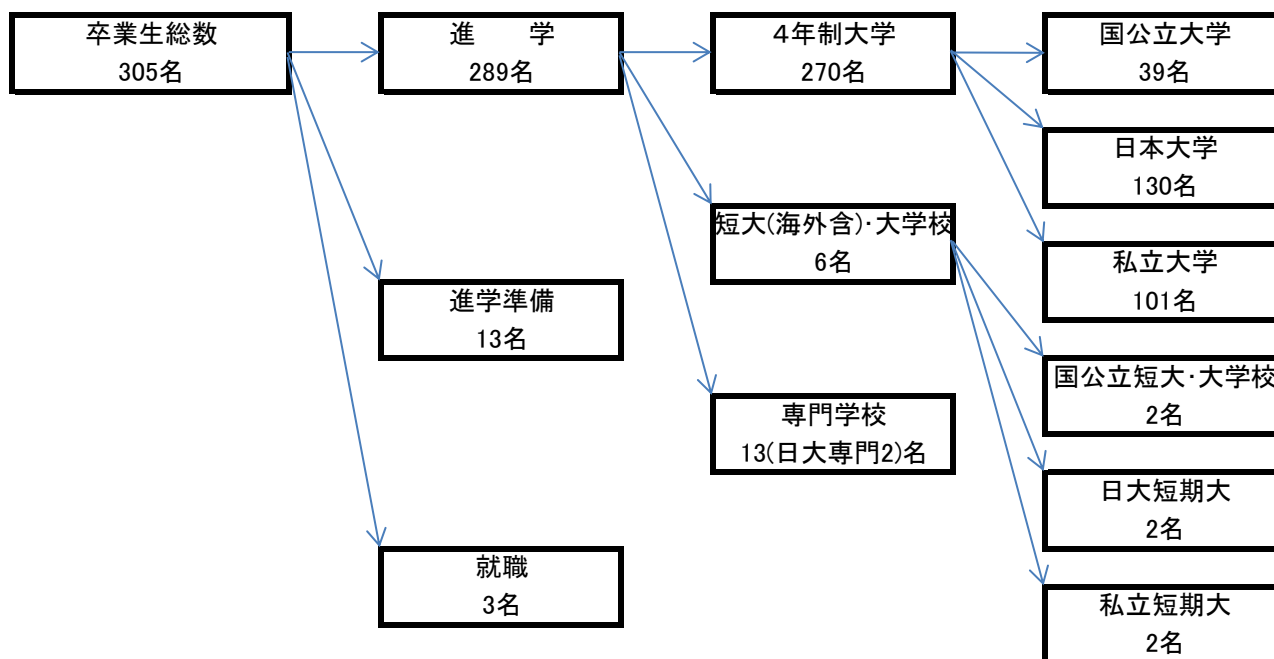 卒業生総数
305名
進　　学
289名
４年制大学
270名
国公立大学
39名
日本大学
130名
短大(海外含)・大学校
6名
私立大学
101名
進学準備
13名
国公立短大・大学校
2名
専門学校
13(日大専門2)名
日大短期大
2名
就職
3名
私立短期大
2名